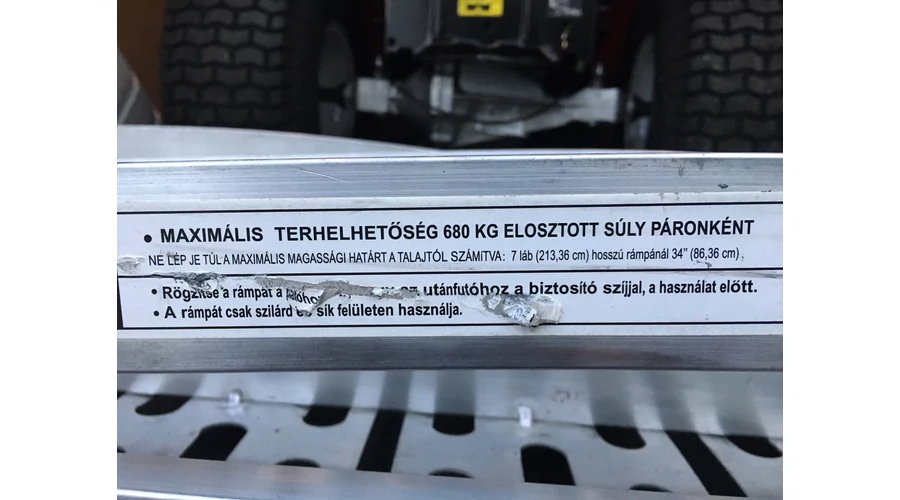 • MAXIMÁLIS TERHELHETŐSÉG 680 KG ELOSZTOTT SÚLY PÁRONKÉNT
NE LÉP JE TÚL A MAXIMÁLIS MAGASSÁGI HATÁRT A TALAJTÓL SZÁMÍTVA: 7 láb (213,36 cm) hosszú rámpánál 34" (86,36 cm),
• Rögzítse a rámpát a utánfutóhoz a biztosító szíjjal, a használat előtt.
• A rámpát csak szilárd és sík felületen használja.